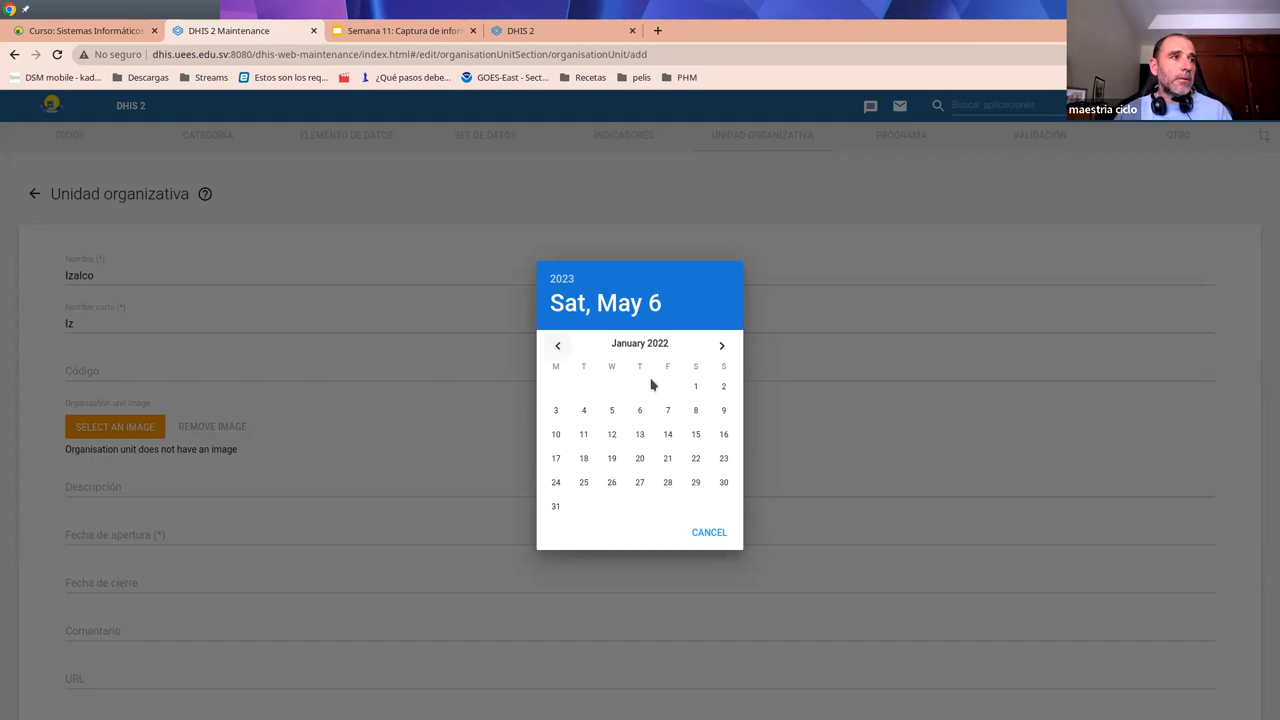 Curso: Sistemas Informáticos
DHIS 2 Maintenance
Semana 11: Captura de infor
DHIS 2
No seguro
dhis.uees.edu.sv:8080/dhis-web-maintenance/index.html#/edit/organisationUnitSection/organisationUnit/add
DSM mobile - kad...
Descargas
Streams
Estos son los req...
¿Qué pasos debe...
GOES-East - Sect...
Recetas
pelis
PHM
maestria ciclo
DHIS 2
Buscar aplicaciones
TODOS
CATEGORÍA
ELEMENTO DE DATOS
SET DE DATOS
INDICADORES
UNIDAD ORGANIZATIVA
PROGRAMA
VALIDACIÓN
OTRO
Unidad organizativa
Nombre (*)
Izalco
Nombre corta (*)
Iz
Código
Organisation unit image
SELECT AN IMAGE
REMOVE IMAGE
Organisation unit does not have an image
Descripción
Fecha de apertura (*)
Fecha de cierre
Comentario
URL
2023
Sat, May 6
January 2022
M T W T F S S
1 2
3 4 5 6 7 8 9
10 11 12 13 14 15 16
17 18 19 20 21 22 23
24 25 26 27 28 29 30
31
CANCEL